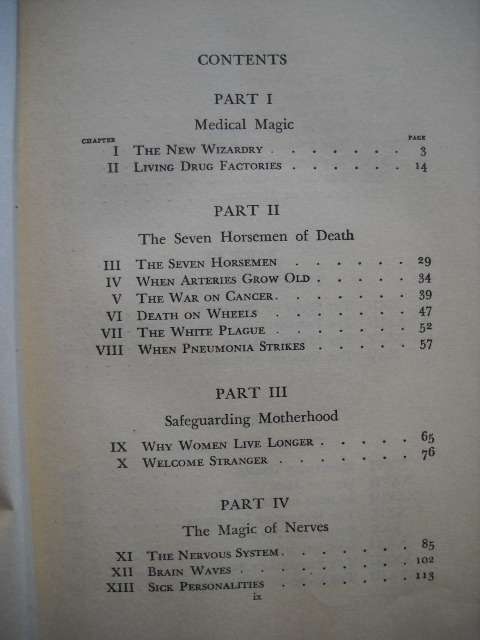 CONTENTS
PART I
Medical Magic
CHAPTER PAGE
I THE NEW WIZARDRY . . . . . . . 3
II LIVING DRUG FACTORIES . . . . . . 14
PART II
The Seven Horsemen of Death
III THE SEVEN HORSEMEN . . . . . . 29
IV WHEN ARTERIES GROW OLD . . . . . 34
V THE WAR ON CANCER. . . . . . . 39
VI DEATH ON WHEELS . . . . . . . 47
VII THE WHITE PLAGUE . . . . . . . 52
VIII WHEN PNEUMONIA STRIKES . . . . . 57
PART III
Safeguarding Motherhood
IX WHY WOMEN LIVE LONGER . . . . . 65
X WELCOME STRANGER . . . . . . . 76
PART IV
The Magic of Nerves
XI THE NERVOUS SYSTEM. . . . . . . 85
XII BRAIN WAVES . . . . . . . . . 102
XIII SICK PERSONALITIES . . . . . . . 113
ix